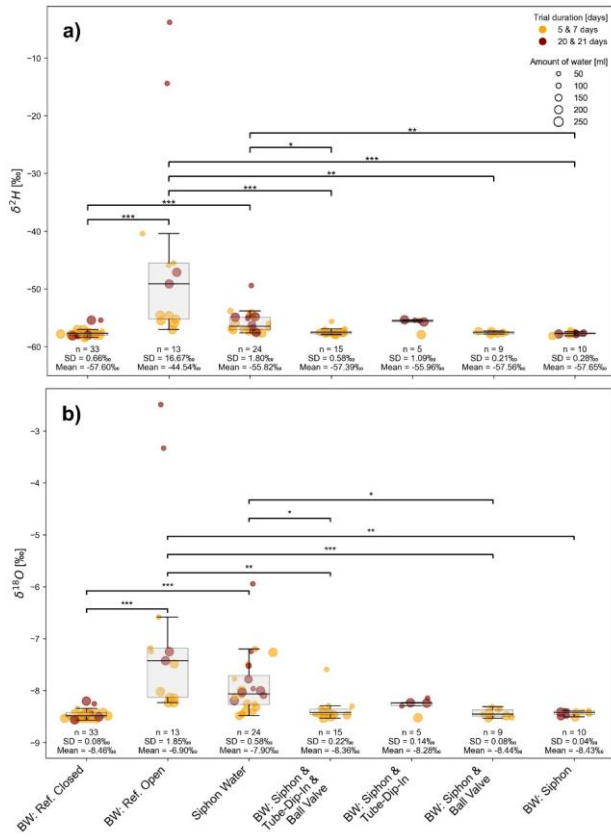 a)
Trial duration [days]
5 & 7 days
20 & 21 days
Amount of water [ml]
50
100
150
200
250
δ²H [‰]
−10
−20
−30
−40
−50
−60
**
*
***
**
***
***
***
n = 33
SD = 0.66‰
Mean = -57.60‰
n = 13
SD = 16.67‰
Mean = -44.54‰
n = 24
SD = 1.80‰
Mean = -55.82‰
n = 15
SD = 0.58‰
Mean = -57.39‰
n = 5
SD = 1.09‰
Mean = -55.96‰
n = 9
SD = 0.21‰
Mean = -57.56‰
n = 10
SD = 0.28‰
Mean = -57.65‰
b)
δ¹⁸O [‰]
−3
−4
−5
−6
−7
−8
−9
*
*
**
***
**
***
***
n = 33
SD = 0.08‰
Mean = -8.46‰
n = 13
SD = 1.85‰
Mean = -6.90‰
n = 24
SD = 0.58‰
Mean = -7.90‰
n = 15
SD = 0.22‰
Mean = -8.36‰
n = 5
SD = 0.14‰
Mean = -8.28‰
n = 9
SD = 0.08‰
Mean = -8.44‰
n = 10
SD = 0.04‰
Mean = -8.43‰
BW: Ref. Closed
BW: Ref. Open
Siphon Water
BW: Siphon &
Tube-Dip-In &
Ball Valve
BW: Siphon &
Tube-Dip-In
BW: Siphon &
Ball Valve
BW: Siphon